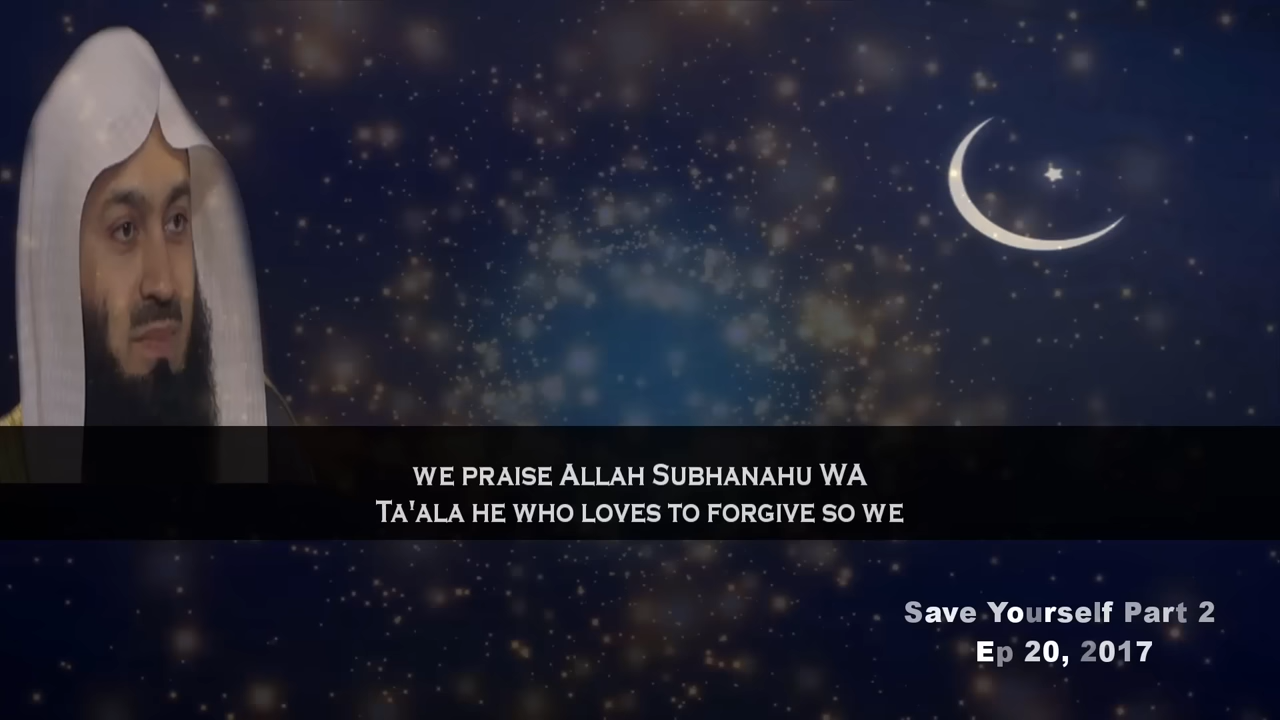 WE PRAISE ALLAH SUBHANAHU WA
TA'ALA HE WHO LOVES TO FORGIVE SO WE
Save Yourself Part 2
Ep 20, 2017